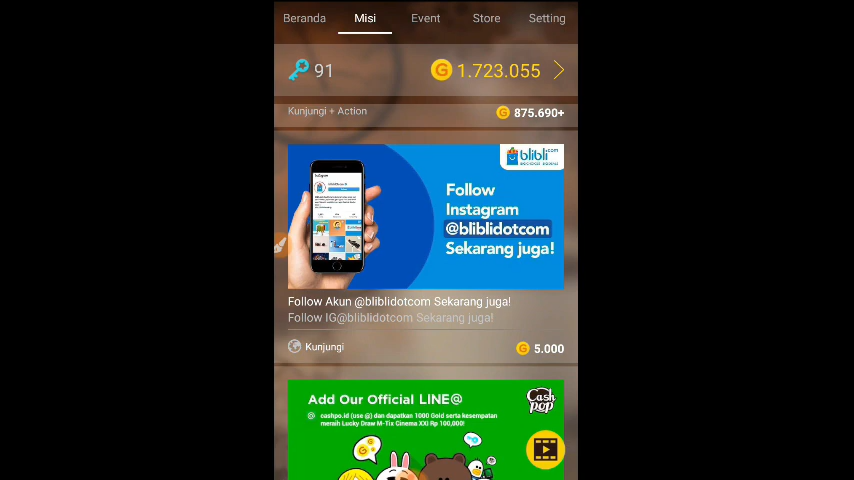 Beranda Misi Event Store Setting
91 1.723.055
Kunjungi + Action 875.690+
blibli.com
Follow
Instagram
@bliblidotcom
Sekarang juga!
Follow Akun @bliblidotcom Sekarang juga!
Follow IG@bliblidotcom Sekarang juga!
Kunjungi 5.000
Add Our Official LINE@
@ cashpo.id (use @) dan dapatkan 1000 Gold serta kesempatan
meraih Lucky Draw M-Tix Cinema XXI Rp 100,000!
Cash
pop